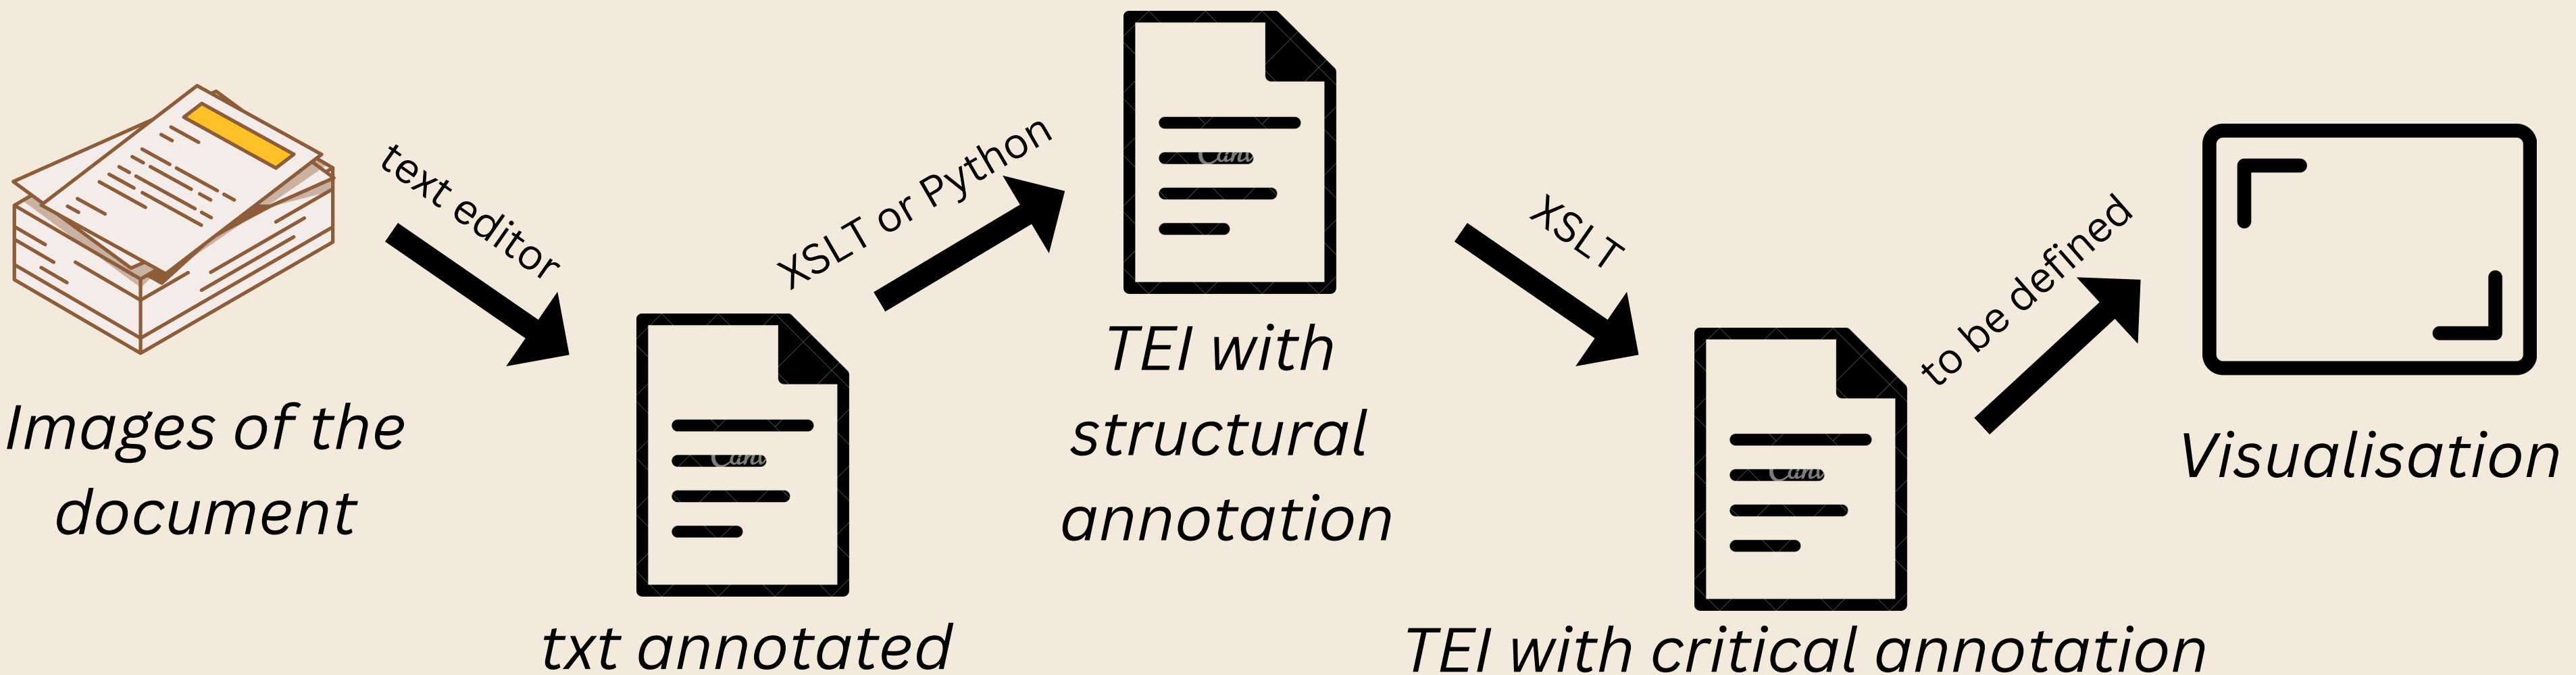 Images of the
document
text editor
txt annotated
XSLT or Python
TEI with
structural
annotation
XSLT
TEI with critical annotation
to be defined
Visualisation